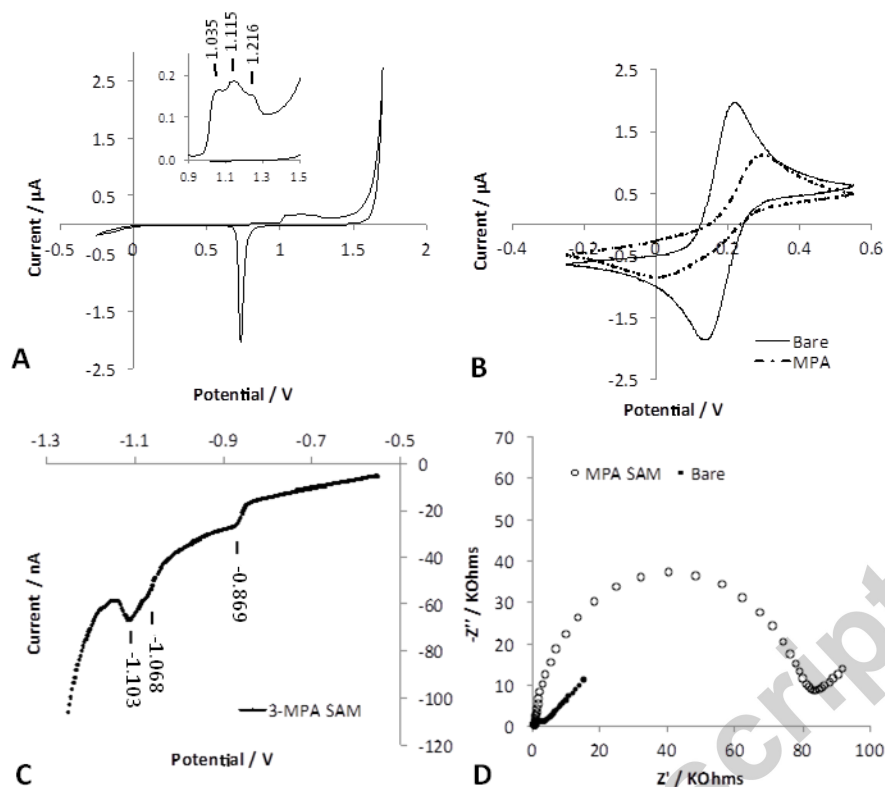 1.035
1.115
1.216
0.2
0.1
0.0
0.9 1.1 1.3 1.5
2.5
1.5
0.5
-0.5
-1.5
-2.5
-0.5 0 0.5 1 1.5 2
Current / µA
Potential / V
A
2.5
1.5
0.5
-0.5
-1.5
-2.5
-0.4 -0.2 0 0.2 0.4 0.6
Current / µA
Bare
MPA
Potential / V
B
-1.3 -1.1 -0.9 -0.7 -0.5
0
-20
-40
-60
-80
-100
-120
Current / nA
-1.103
-1.068
-0.869
3-MPA SAM
Potential / V
C
70
60
50
40
30
20
10
0
0 20 40 60 80 100
-Z'' / KOhms
MPA SAM Bare
Z' / KOhms
D
script